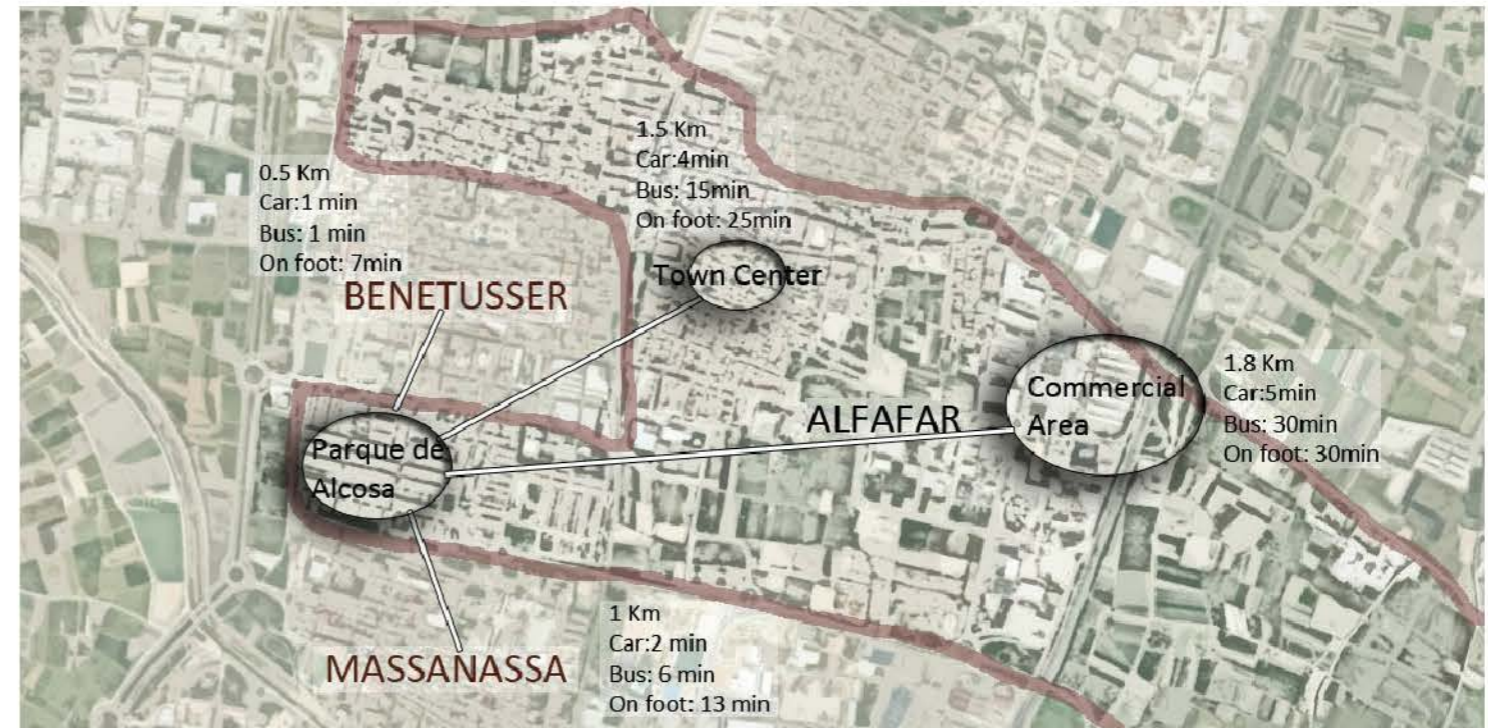 1.5 Km
Car:4min
Bus: 15min
On foot: 25min
0.5 Km
Car:1 min
Bus: 1 min
On foot: 7min
BENETUSSER
Town Center
1.8 Km
Car:5min
Bus: 30min
On foot: 30min
Commercial
Area
ALFAFAR
Parque de
Alcosa
1 Km
Car:2 min
Bus: 6 min
On foot: 13 min
MASSANASSA